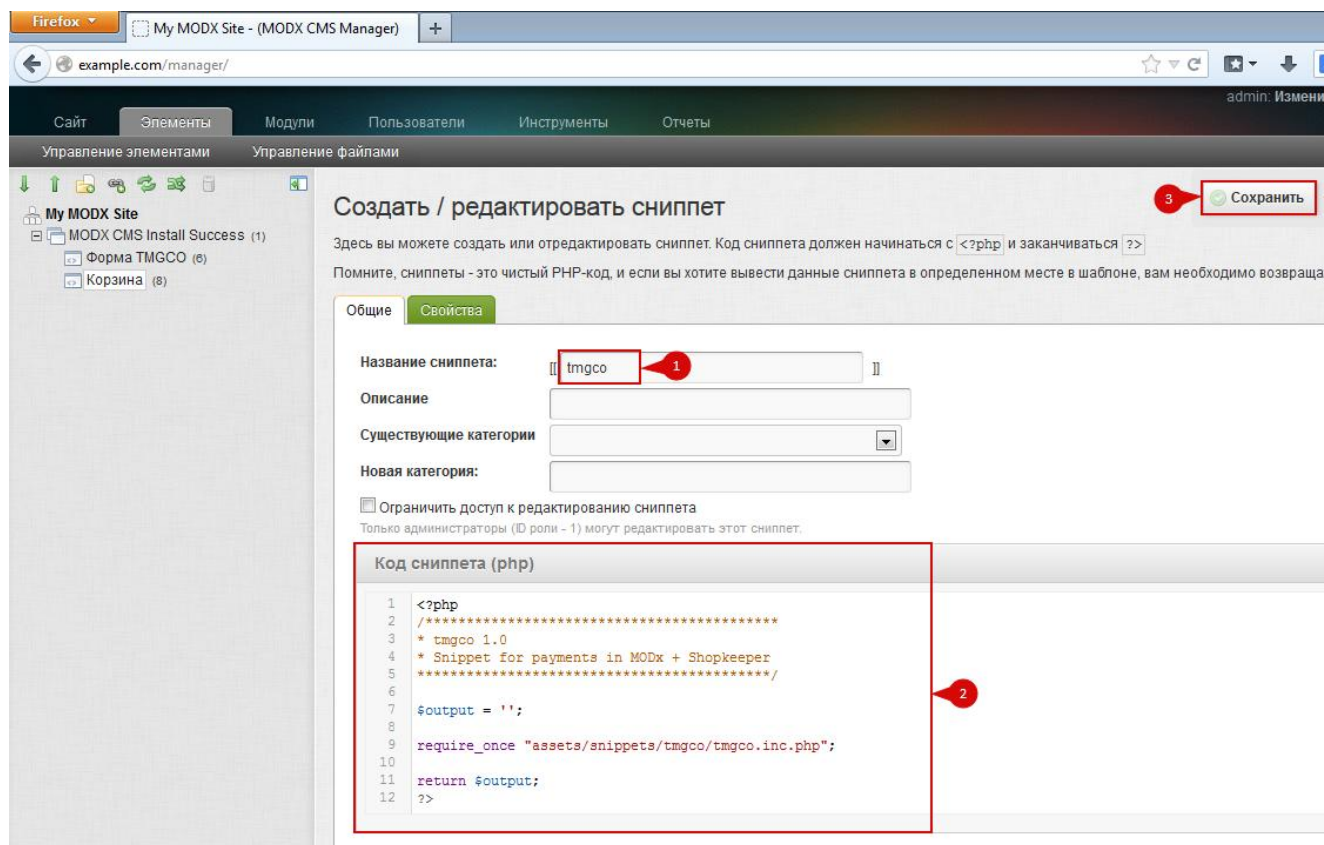 Firefox
My MODX Site - (MODX CMS Manager)
example.com/manager/
admin: Измени
Сайт Элементы Модули Пользователи Инструменты Отчеты
Управление элементами Управление файлами
My MODX Site
MODX CMS Install Success (1)
Форма TMGCO (6)
Корзина (8)
Создать / редактировать сниппет
3 Сохранить
Здесь вы можете создать или отредактировать сниппет. Код сниппета должен начинаться с <?php и заканчиваться ?>
Помните, сниппеты - это чистый PHP-код, и если вы хотите вывести данные сниппета в определенном месте в шаблоне, вам необходимо возвраща
Общие Свойства
Название сниппета: [[ tmgco 1 ]]
Описание
Существующие категории
Новая категория:
Ограничить доступ к редактированию сниппета
Только администраторы (ID роли - 1) могут редактировать этот сниппет.
Код сниппета (php)
1 <?php
2 /*******************************************
3 * tmgco 1.0
4 * Snippet for payments in MODx + Shopkeeper
5 *******************************************/
6
7 $output = '';
8
9 require_once "assets/snippets/tmgco/tmgco.inc.php";
10
11 return $output;
12 ?>
2